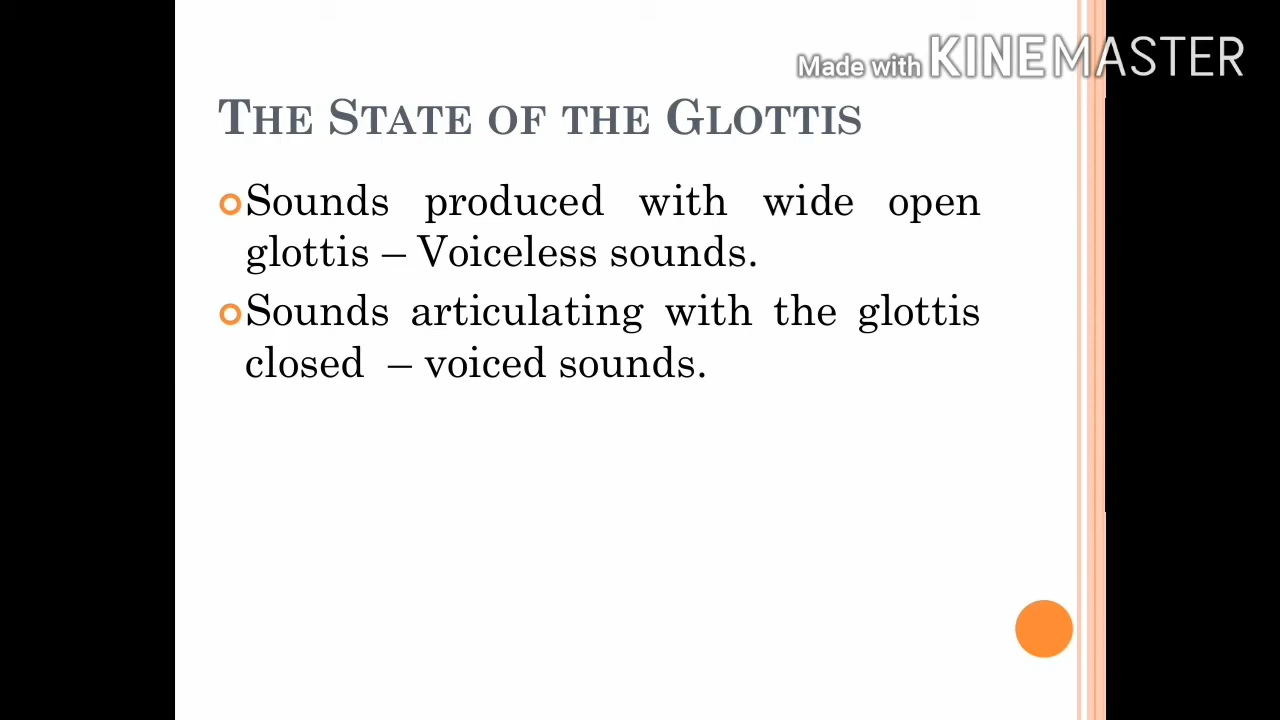 Made with KINEMASTER
THE STATE OF THE GLOTTIS
Sounds produced with wide open
glottis – Voiceless sounds.
Sounds articulating with the glottis
closed – voiced sounds.